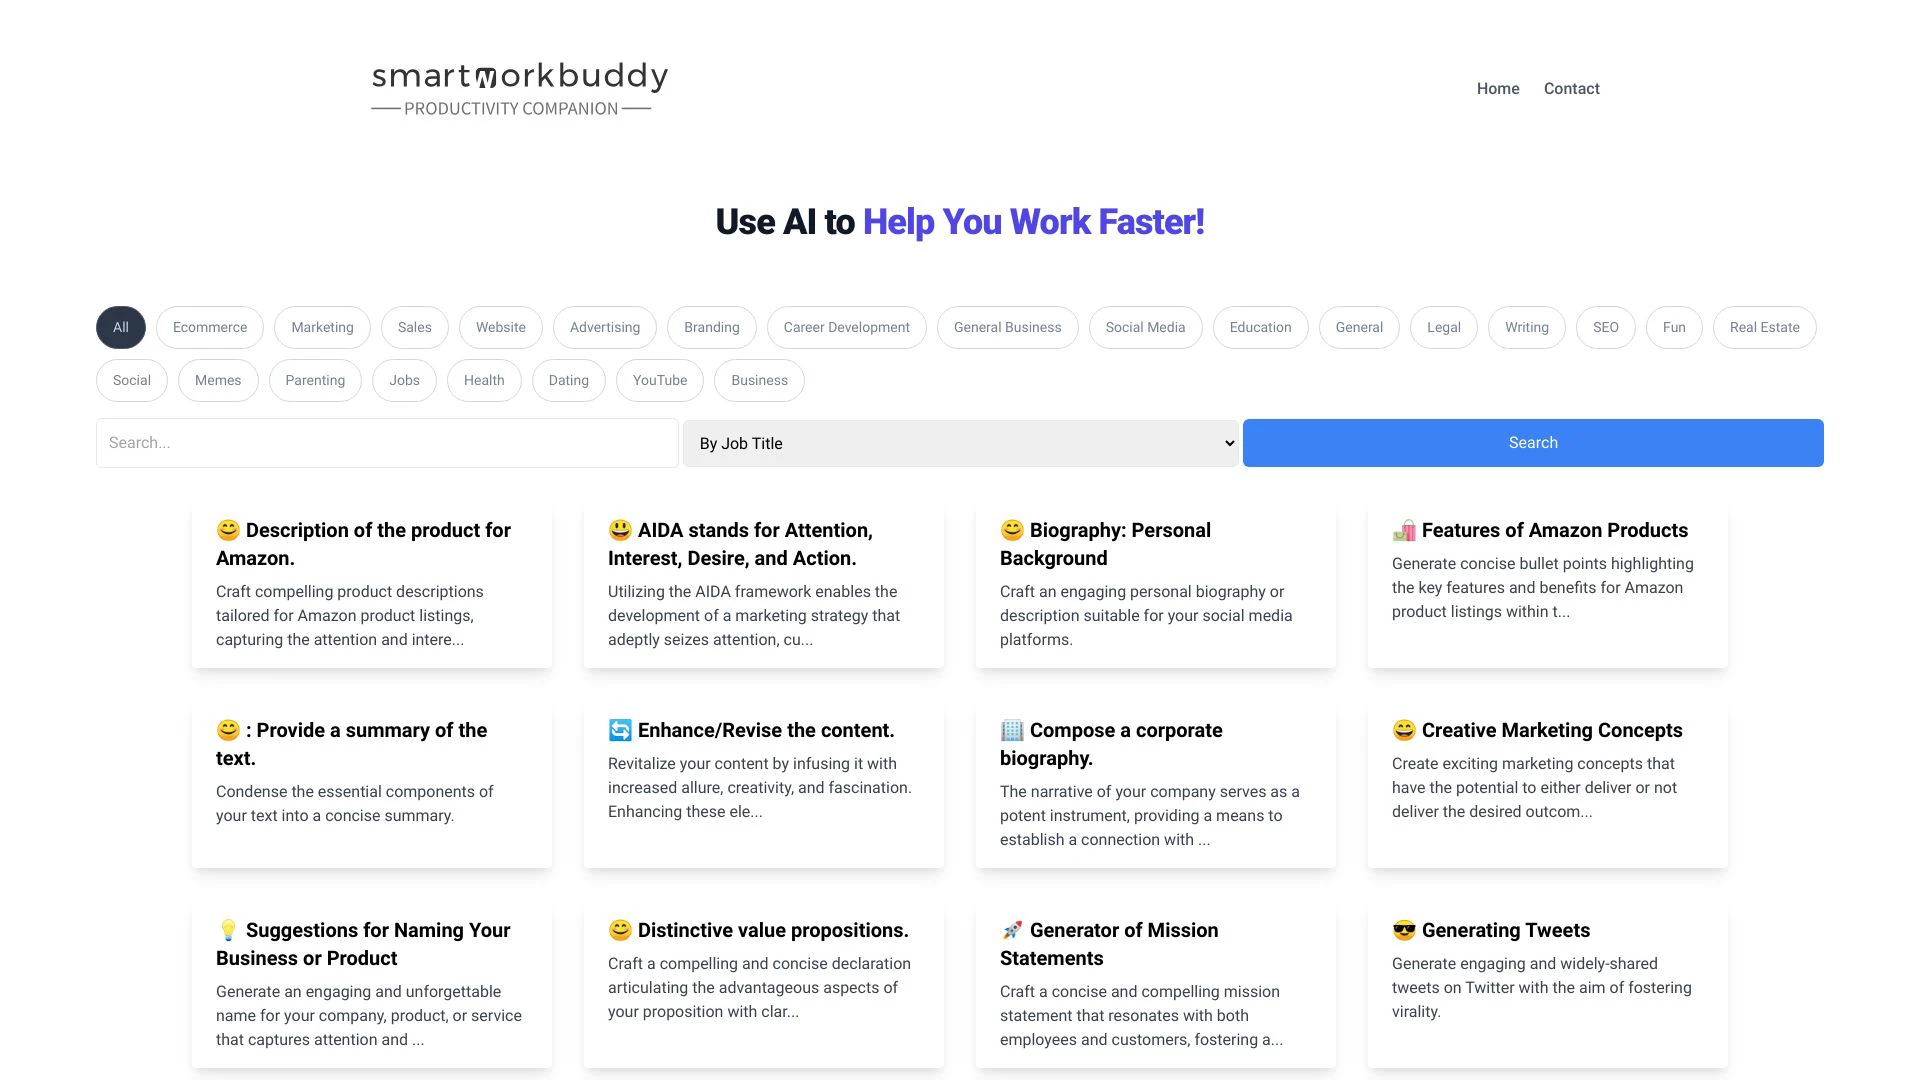 smartworkbuddy
PRODUCTIVITY COMPANION
Home
Contact
Use AI to Help You Work Faster!
All
Ecommerce
Marketing
Sales
Website
Advertising
Branding
Career Development
General Business
Social Media
Education
General
Legal
Writing
SEO
Fun
Real Estate
Social
Memes
Parenting
Jobs
Health
Dating
YouTube
Business
Search...
By Job Title
Search
😊 Description of the product for
Amazon.
Craft compelling product descriptions
tailored for Amazon product listings,
capturing the attention and intere...
😃 AIDA stands for Attention,
Interest, Desire, and Action.
Utilizing the AIDA framework enables the
development of a marketing strategy that
adeptly seizes attention, cu...
😊 Biography: Personal
Background
Craft an engaging personal biography or
description suitable for your social media
platforms.
🛍️ Features of Amazon Products
Generate concise bullet points highlighting
the key features and benefits for Amazon
product listings within t...
😊 : Provide a summary of the
text.
Condense the essential components of
your text into a concise summary.
🔄 Enhance/Revise the content.
Revitalize your content by infusing it with
increased allure, creativity, and fascination.
Enhancing these ele...
🏢 Compose a corporate
biography.
The narrative of your company serves as a
potent instrument, providing a means to
establish a connection with ...
😄 Creative Marketing Concepts
Create exciting marketing concepts that
have the potential to either deliver or not
deliver the desired outcom...
💡 Suggestions for Naming Your
Business or Product
Generate an engaging and unforgettable
name for your company, product, or service
that captures attention and ...
😊 Distinctive value propositions.
Craft a compelling and concise declaration
articulating the advantageous aspects of
your proposition with clar...
🚀 Generator of Mission
Statements
Craft a concise and compelling mission
statement that resonates with both
employees and customers, fostering a...
😎 Generating Tweets
Generate engaging and widely-shared
tweets on Twitter with the aim of fostering
virality.